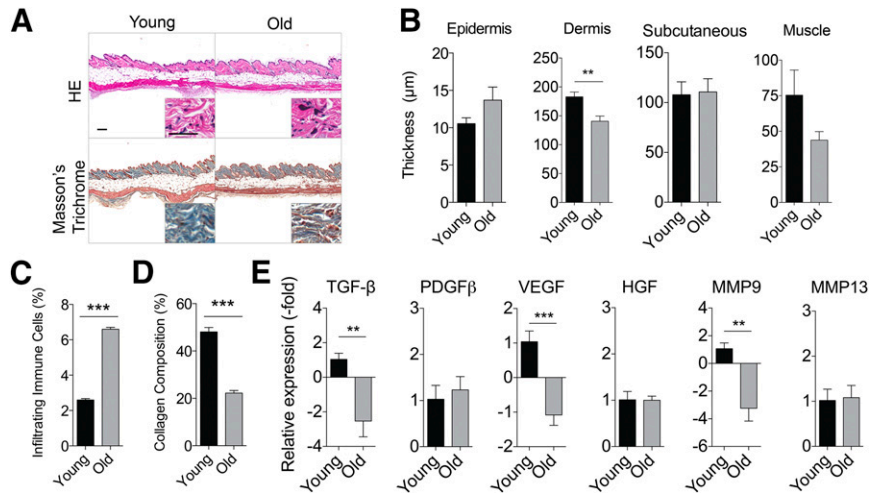 A
Young
Old
HE
Masson's
Trichrome
B
Epidermis
Dermis
Subcutaneous
Muscle
Thickness (μm)
20
15
10
5
0
Young
Old
250
200
150
100
50
0
**
Young
Old
150
100
50
0
Young
Old
100
75
50
25
0
Young
Old
C
Infiltrating Immune Cells (%)
8
6
4
2
0
***
Young
Old
D
Collagen Composition (%)
60
40
20
0
***
Young
Old
E
Relative expression (-fold)
TGF-β
4
2
0
-2
-4
**
Young
Old
PDGFβ
3
2
1
0
Young
Old
VEGF
2
1
0
-1
-2
***
Young
Old
HGF
3
2
1
0
Young
Old
MMP9
4
2
0
-2
-4
-6
**
Young
Old
MMP13
3
2
1
0
Young
Old